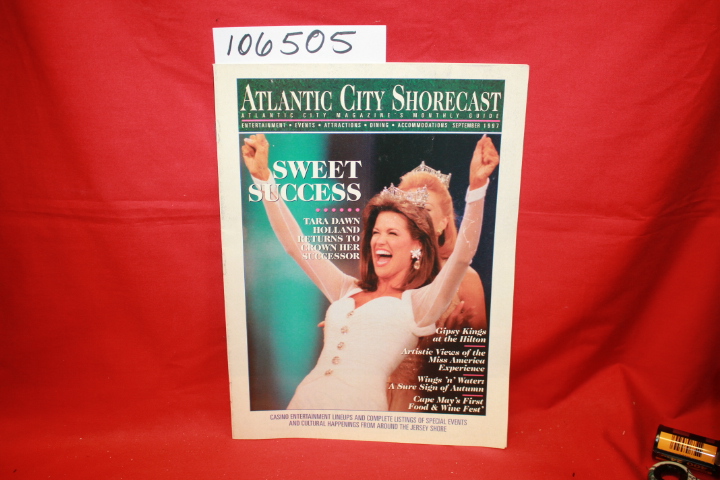 106505
ATLANTIC CITY SHORECAST
ATLANTIC CITY MAGAZINE'S MONTHLY GUIDE
ENTERTAINMENT • EVENTS • ATTRACTIONS • DINING • ACCOMMODATIONS SEPTEMBER 1997
SWEET
SUCCESS
TARA DAWN
HOLLAND
RETURNS TO
CROWN HER
SUCCESSOR
Gipsy Kings
at the Hilton
Artistic Views of the
Miss America
Experience
Wings 'n' Water:
A Sure Sign of Autumn
Cape May's First
Food & Wine Fest'
CASINO ENTERTAINMENT LINEUPS AND COMPLETE LISTINGS OF SPECIAL EVENTS
AND CULTURAL HAPPENINGS FROM AROUND THE JERSEY SHORE